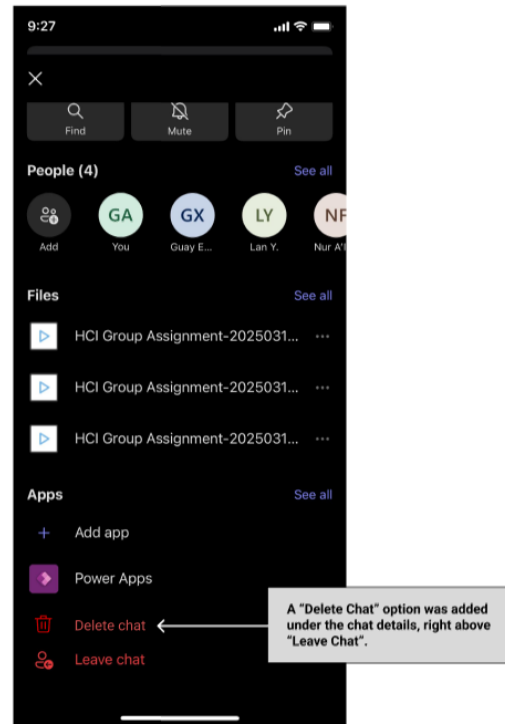 9:27
Find
Mute
Pin
People (4)
See all
GA
GX
LY
NF
Add
You
Guay E...
Lan Y.
Nur A'l
Files
See all
HCI Group Assignment-2025031...
HCI Group Assignment-2025031...
HCI Group Assignment-2025031...
Apps
See all
Add app
Power Apps
Delete chat
Leave chat
A “Delete Chat” option was added
under the chat details, right above
“Leave Chat”.